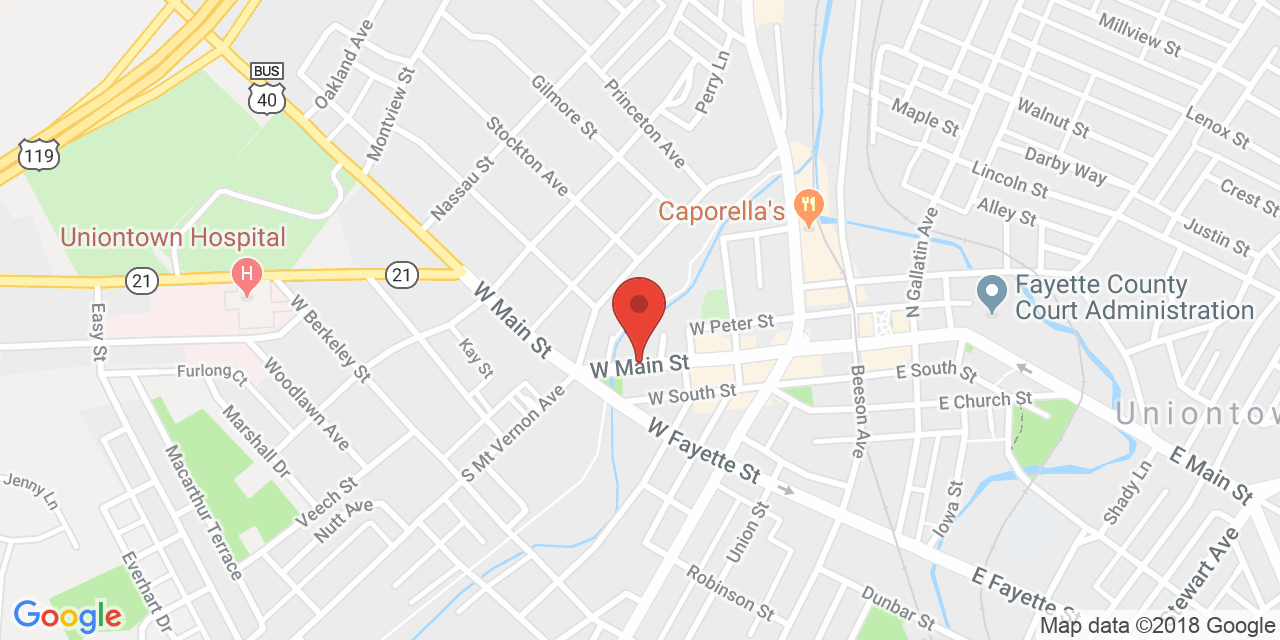 Oakland Ave
Millview St
BUS
40
Montview St
Gilmore St
Princeton Ave
Perry Ln
Maple St
Walnut St
Lenox St
119
Stockton Ave
Nassau St
Darby Way
Lincoln St
Crest St
Alley St
Justin St
Caporella's
Uniontown Hospital
H
21
21
N Gallatin Ave
Fayette County
Court Administration
W Main St
W Berkeley St
Easy St
Kay St
W Peter St
W Main St
Furlong Ct
Woodlawn Ave
Marshall Dr
W South St
E South St
E Church St
Beeson Ave
Uniontow
S Mt Vernon Ave
W Fayette St
E Main St
Macarthur Terrace
Jenny Ln
Veech St
Nutt Ave
Shady Ln
Iowa St
Union St
Stewart Ave
Everhart Dr
Robinson St
Dunbar St
E Fayette St
Google
Map data ©2018 Google